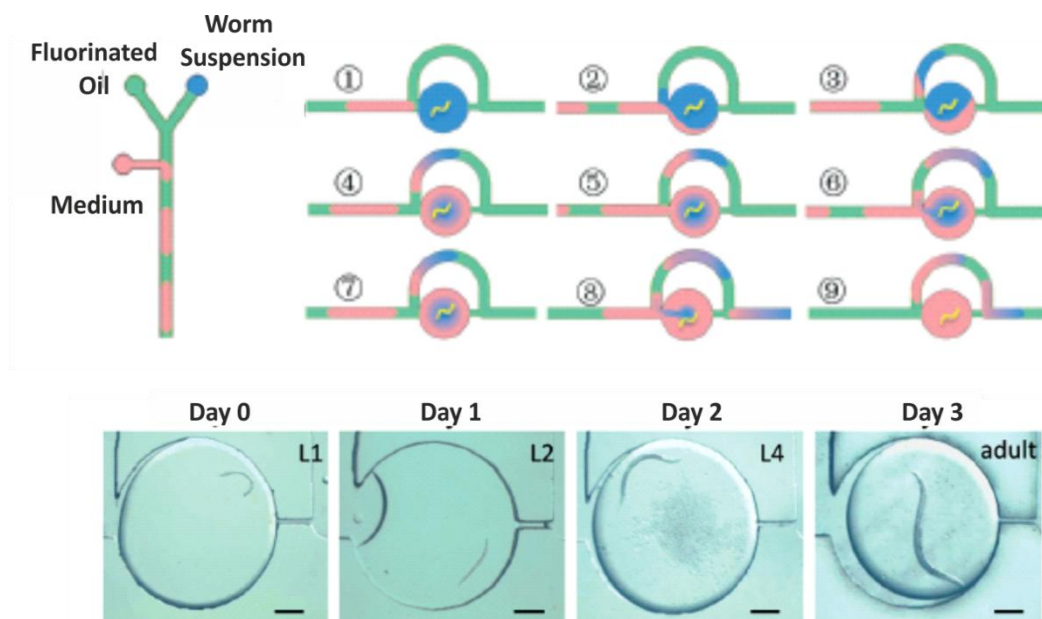 Worm
Suspension
Fluorinated
Oil
Medium
① ② ③
④ ⑤ ⑥
⑦ ⑧ ⑨
Day 0 Day 1 Day 2 Day 3
L1 L2 L4 adult